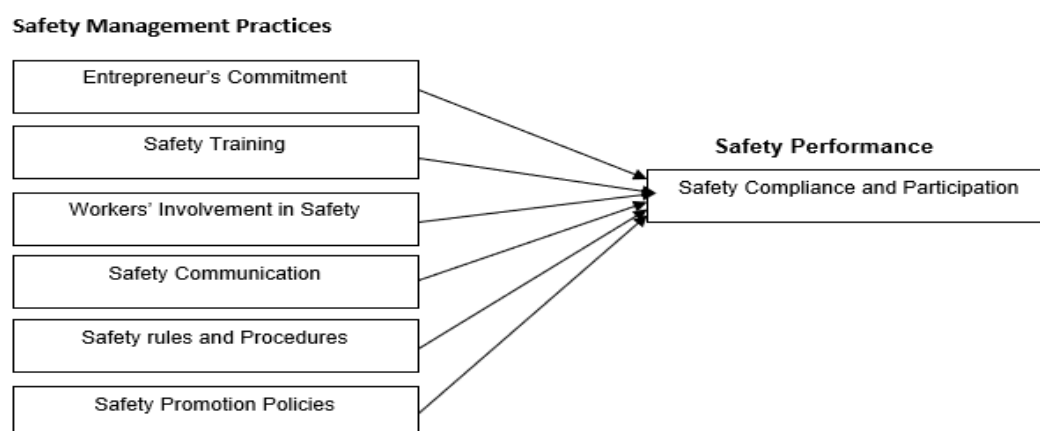 Safety Management Practices
Entrepreneur’s Commitment
Safety Training
Workers’ Involvement in Safety
Safety Communication
Safety rules and Procedures
Safety Promotion Policies
Safety Performance
Safety Compliance and Participation